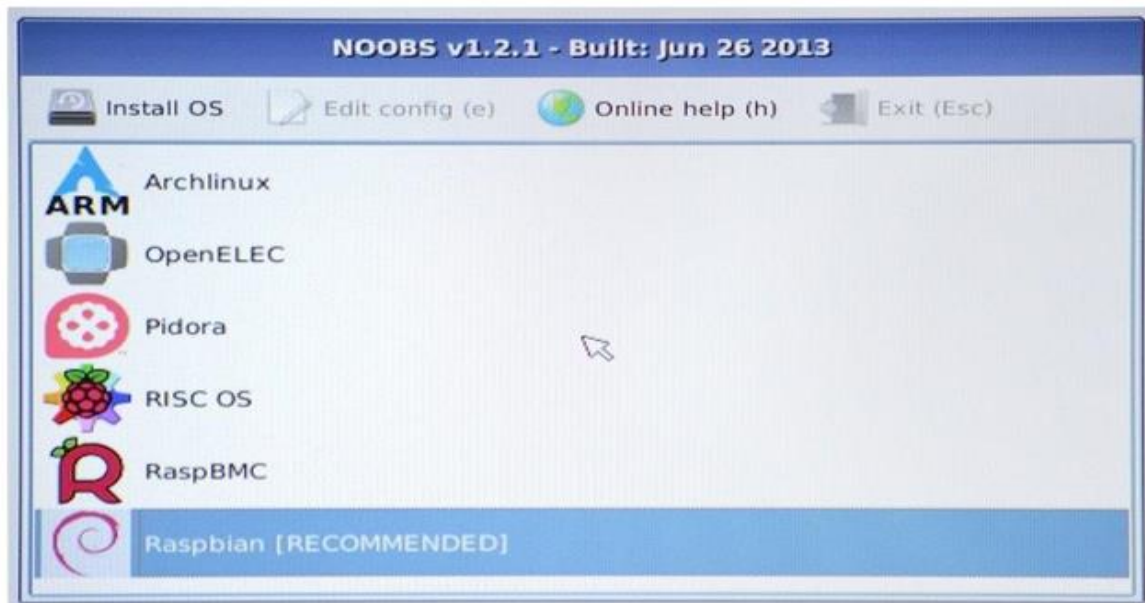 NOOBS v1.2.1 - Built: Jun 26 2013
Install OS Edit config (e) Online help (h) Exit (Esc)
ARM Archlinux
OpenELEC
Pidora
RISC OS
RaspBMC
Raspbian [RECOMMENDED]